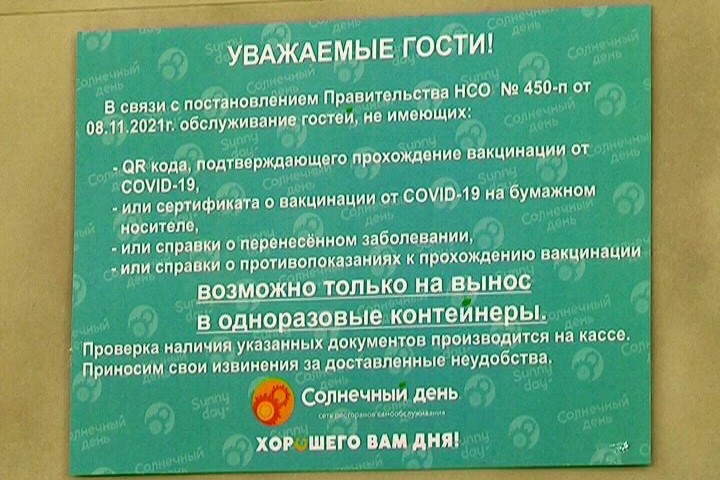 УВАЖАЕМЫЕ ГОСТИ!
В связи с постановлением Правительства НСО № 450-п от
08.11.2021г. обслуживание гостей, не имеющих:
- QR кода, подтверждающего прохождение вакцинации от
COVID-19,
- или сертификата о вакцинации от COVID-19 на бумажном
носителе,
- или справки о перенесённом заболевании,
- или справки о противопоказаниях к прохождению вакцинации
возможно только на вынос
в одноразовые контейнеры.
Проверка наличия указанных документов производится на кассе.
Приносим свои извинения за доставленные неудобства.
Солнечный день
сеть ресторанов самообслуживания
ХОРОШЕГО ВАМ ДНЯ!